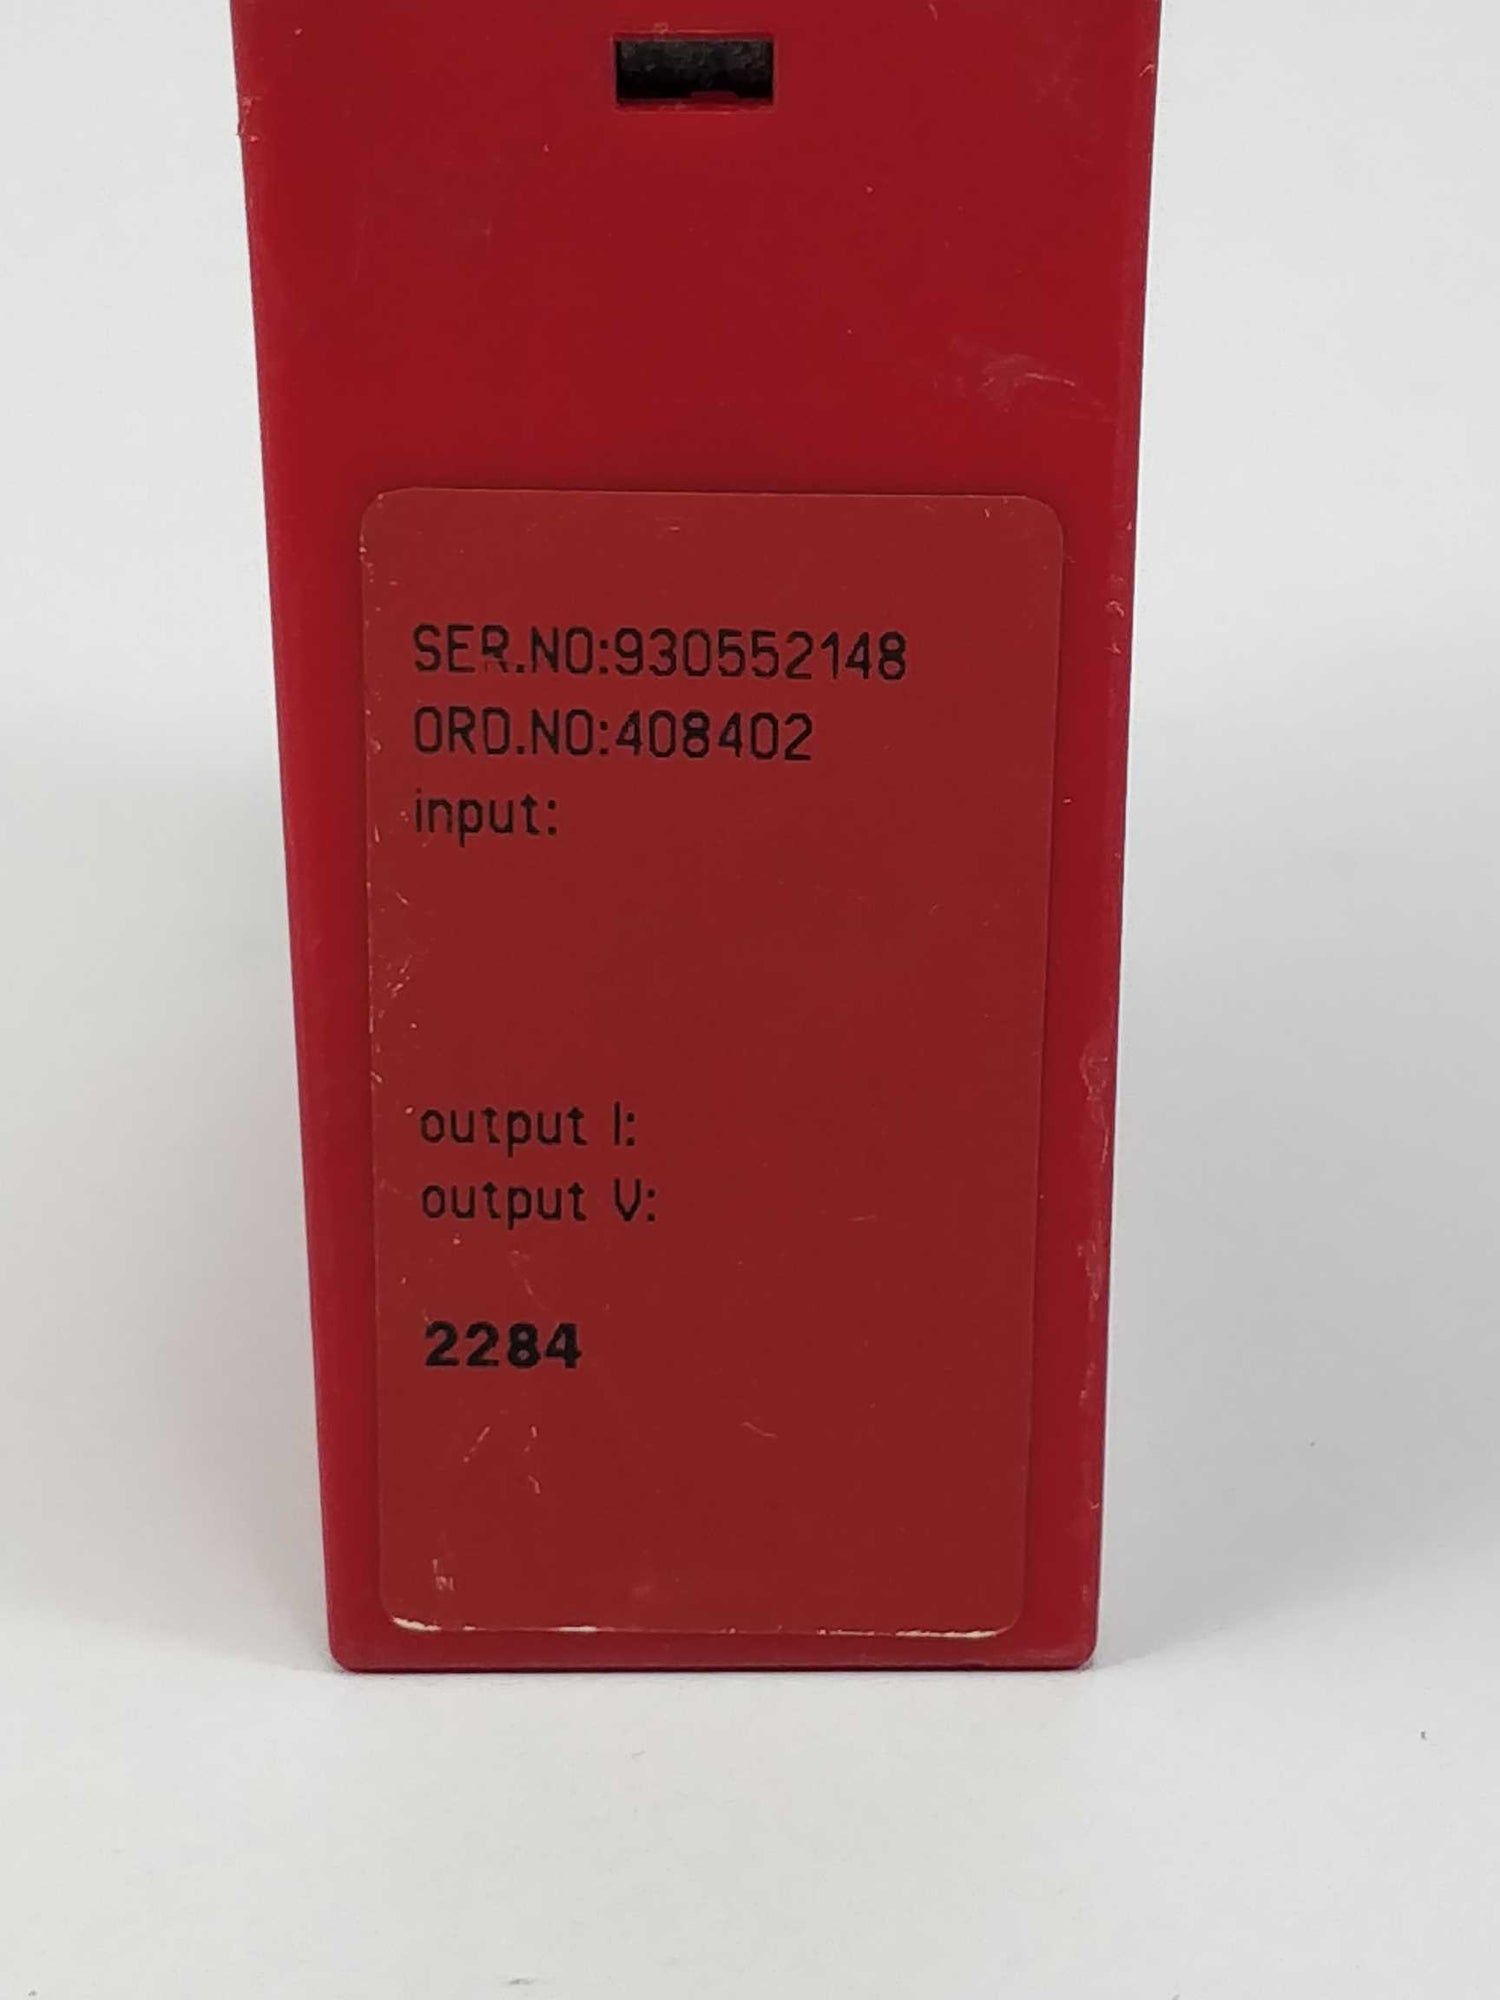 SER.NO:930552148
ORD.NO:408402
input:
output I:
output V:
2284